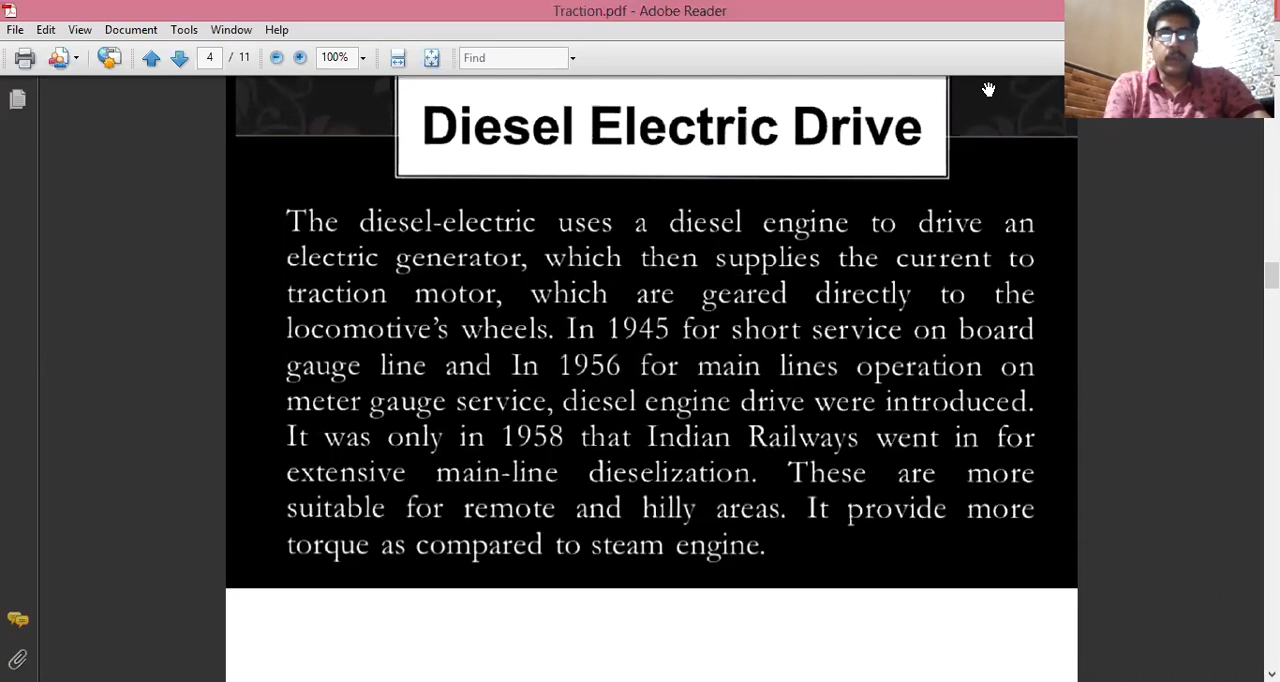 Traction.pdf - Adobe Reader
File Edit View Document Tools Window Help
4 / 11 100% Find
Diesel Electric Drive
The diesel-electric uses a diesel engine to drive an
electric generator, which then supplies the current to
traction motor, which are geared directly to the
locomotive's wheels. In 1945 for short service on board
gauge line and In 1956 for main lines operation on
meter gauge service, diesel engine drive were introduced.
It was only in 1958 that Indian Railways went in for
extensive main-line dieselization. These are more
suitable for remote and hilly areas. It provide more
torque as compared to steam engine.